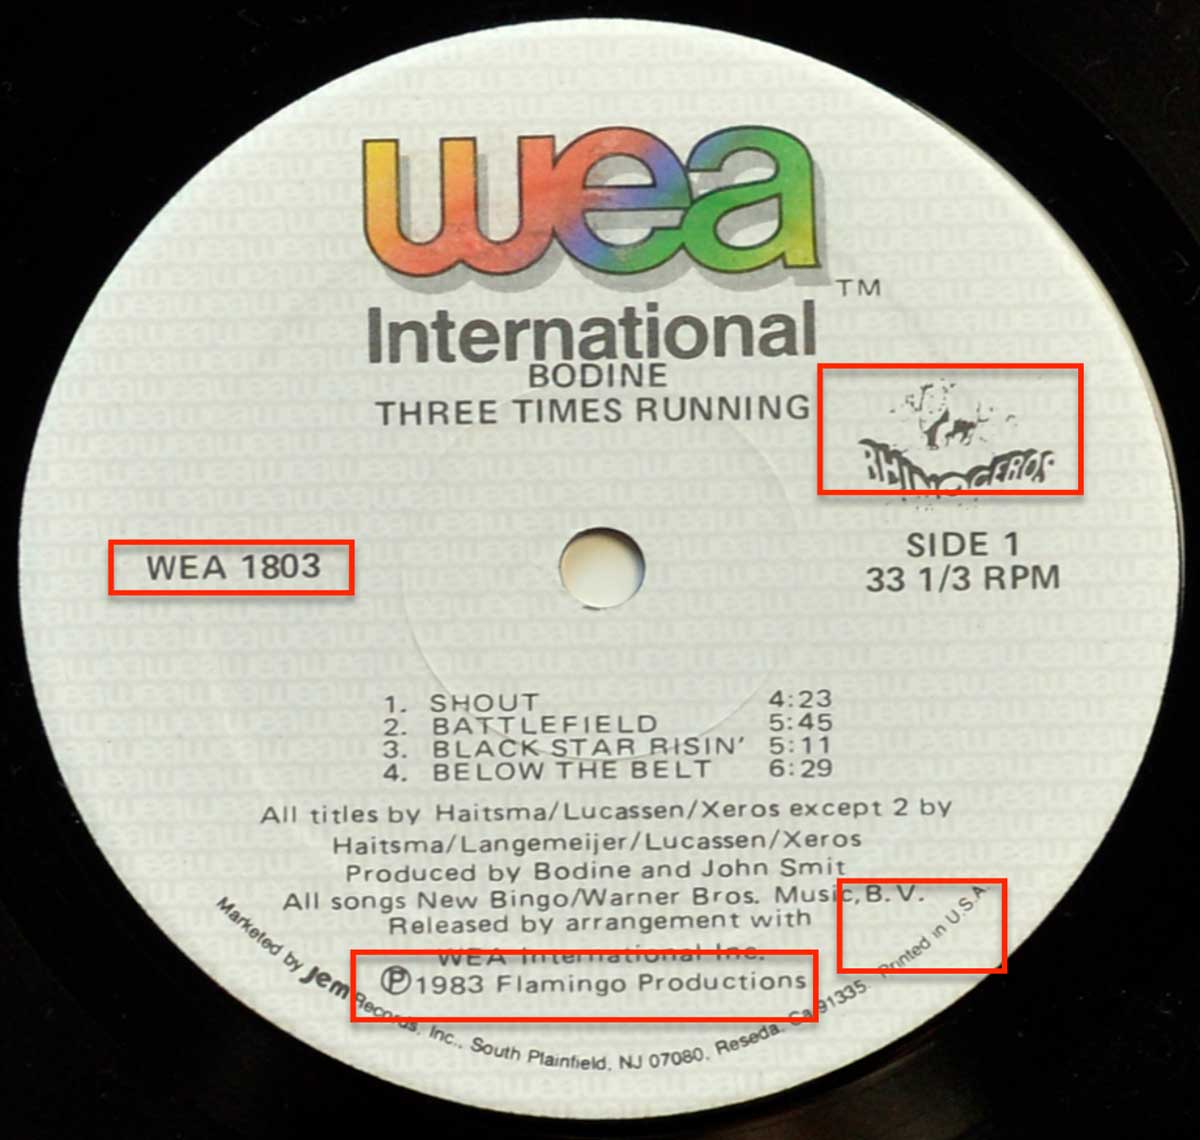 wea
TM
International
BODINE
THREE TIMES RUNNING
RHINOCEROS
WEA 1803
SIDE 1
33 1/3 RPM
1. SHOUT 4:23
2. BATTLEFIELD 5:45
3. BLACK STAR RISIN' 5:11
4. BELOW THE BELT 6:29
All titles by Haitsma/Lucassen/Xeros except 2 by
Haitsma/Langemeijer/Lucassen/Xeros
Produced by Bodine and John Smit
All songs New Bingo/Warner Bros. Music, B.V.
Released by arrangement with
WEA International Inc.
Ⓟ1983 Flamingo Productions
Marketed by Jem Records, Inc., South Plainfield, NJ 07080. Reseda, Ca 91335. Printed in U.S.A.